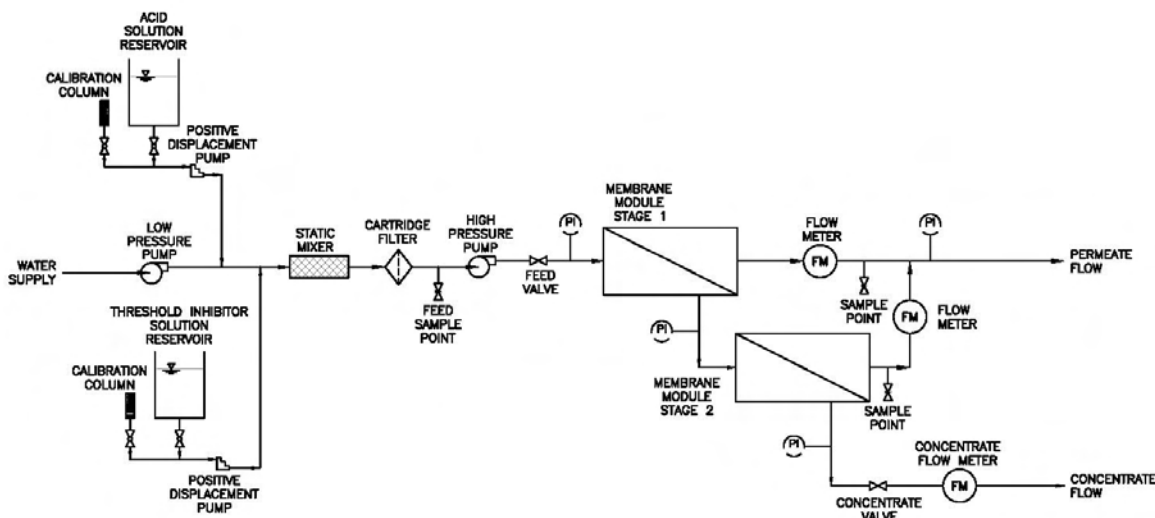 ACID
SOLUTION
RESERVOIR
CALIBRATION
COLUMN
POSITIVE
DISPLACEMENT
PUMP
LOW
PRESSURE
PUMP
WATER
SUPPLY
THRESHOLD INHIBITOR
SOLUTION
RESERVOIR
CALIBRATION
COLUMN
POSITIVE
DISPLACEMENT
PUMP
STATIC
MIXER
CARTRIDGE
FILTER
FEED
SAMPLE
POINT
HIGH
PRESSURE
PUMP
FEED
VALVE
PI
MEMBRANE
MODULE
STAGE 1
FLOW
METER
FM
SAMPLE
POINT
PI
PERMEATE
FLOW
FM
FLOW
METER
PI
MEMBRANE
MODULE
STAGE 2
SAMPLE
POINT
PI
CONCENTRATE
VALVE
CONCENTRATE
FLOW METER
FM
CONCENTRATE
FLOW